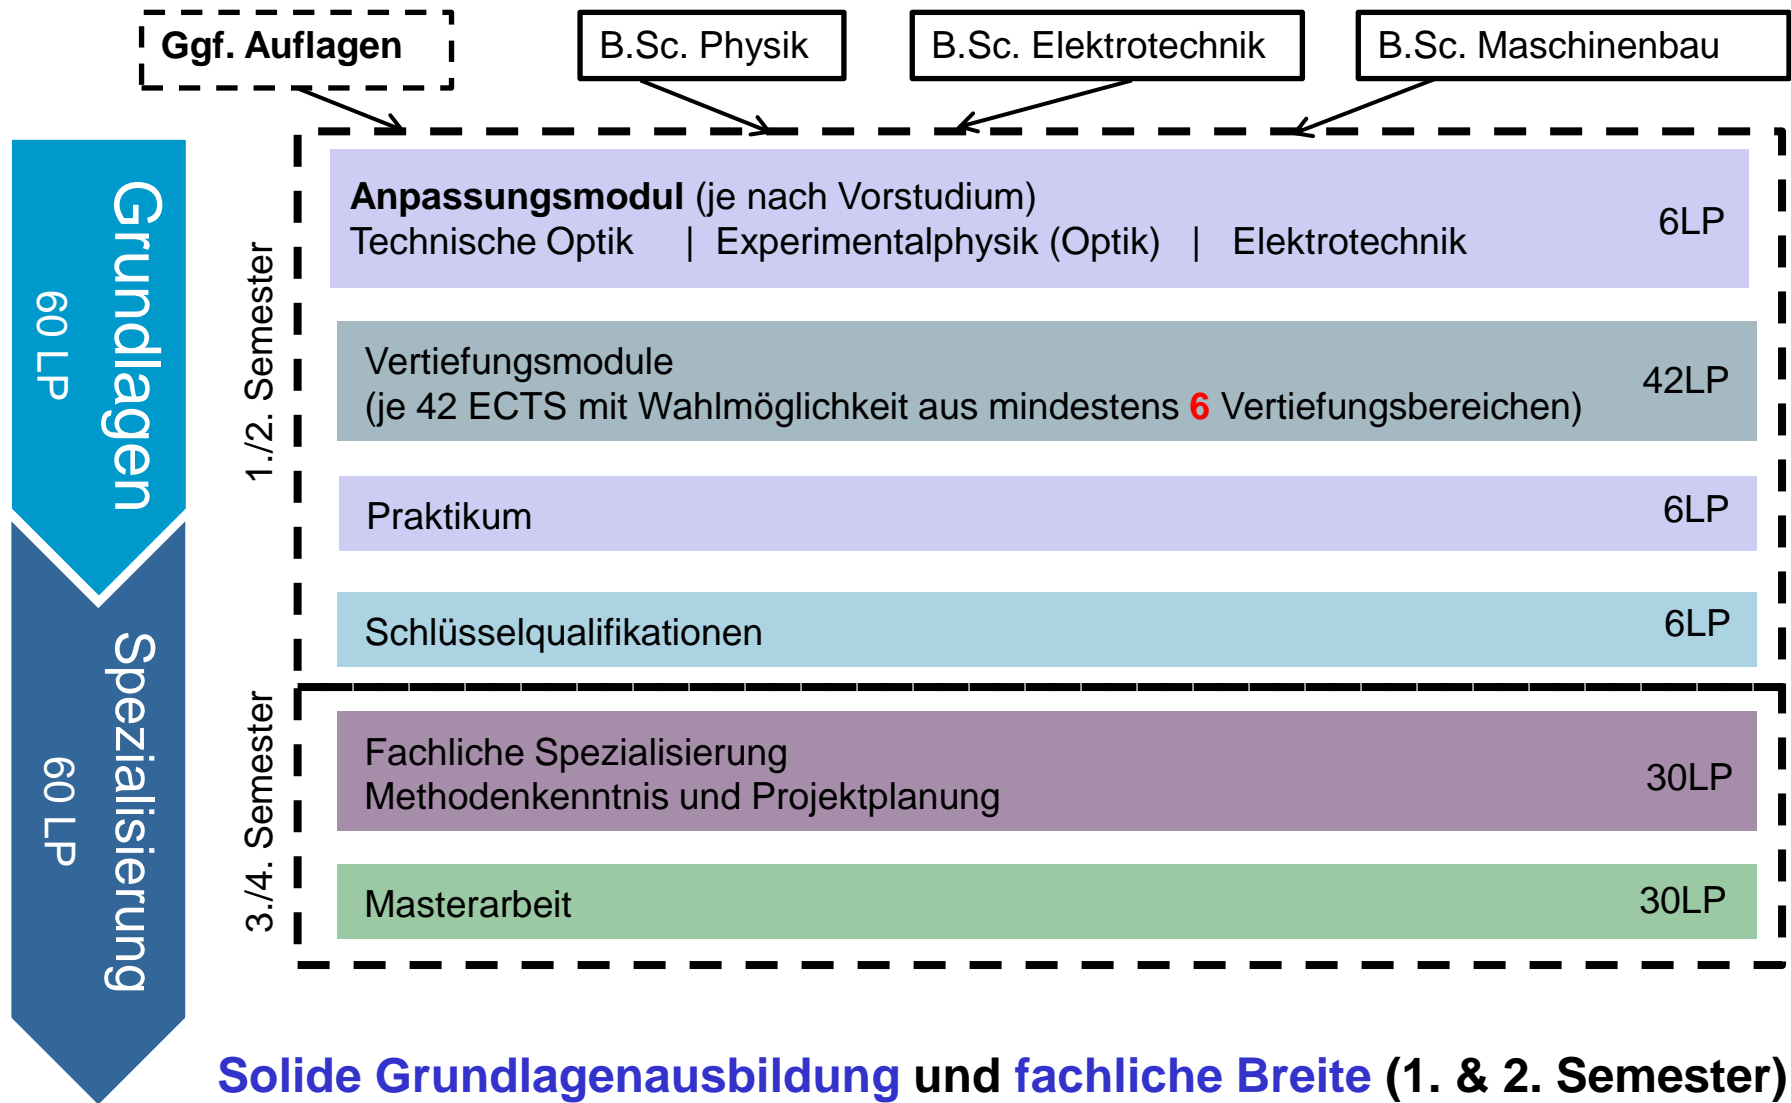 Ggf. Auflagen
B.Sc. Physik
B.Sc. Elektrotechnik
B.Sc. Maschinenbau
Grundlagen
60 LP
Spezialisierung
60 LP
1./2. Semester
Anpassungsmodul (je nach Vorstudium)
Technische Optik | Experimentalphysik (Optik) | Elektrotechnik
6LP
Vertiefungsmodule
(je 42 ECTS mit Wahlmöglichkeit aus mindestens 6 Vertiefungsbereichen)
42LP
Praktikum
6LP
Schlüsselqualifikationen
6LP
3./4. Semester
Fachliche Spezialisierung
Methodenkenntnis und Projektplanung
30LP
Masterarbeit
30LP
Solide Grundlagenausbildung und fachliche Breite (1. & 2. Semester)